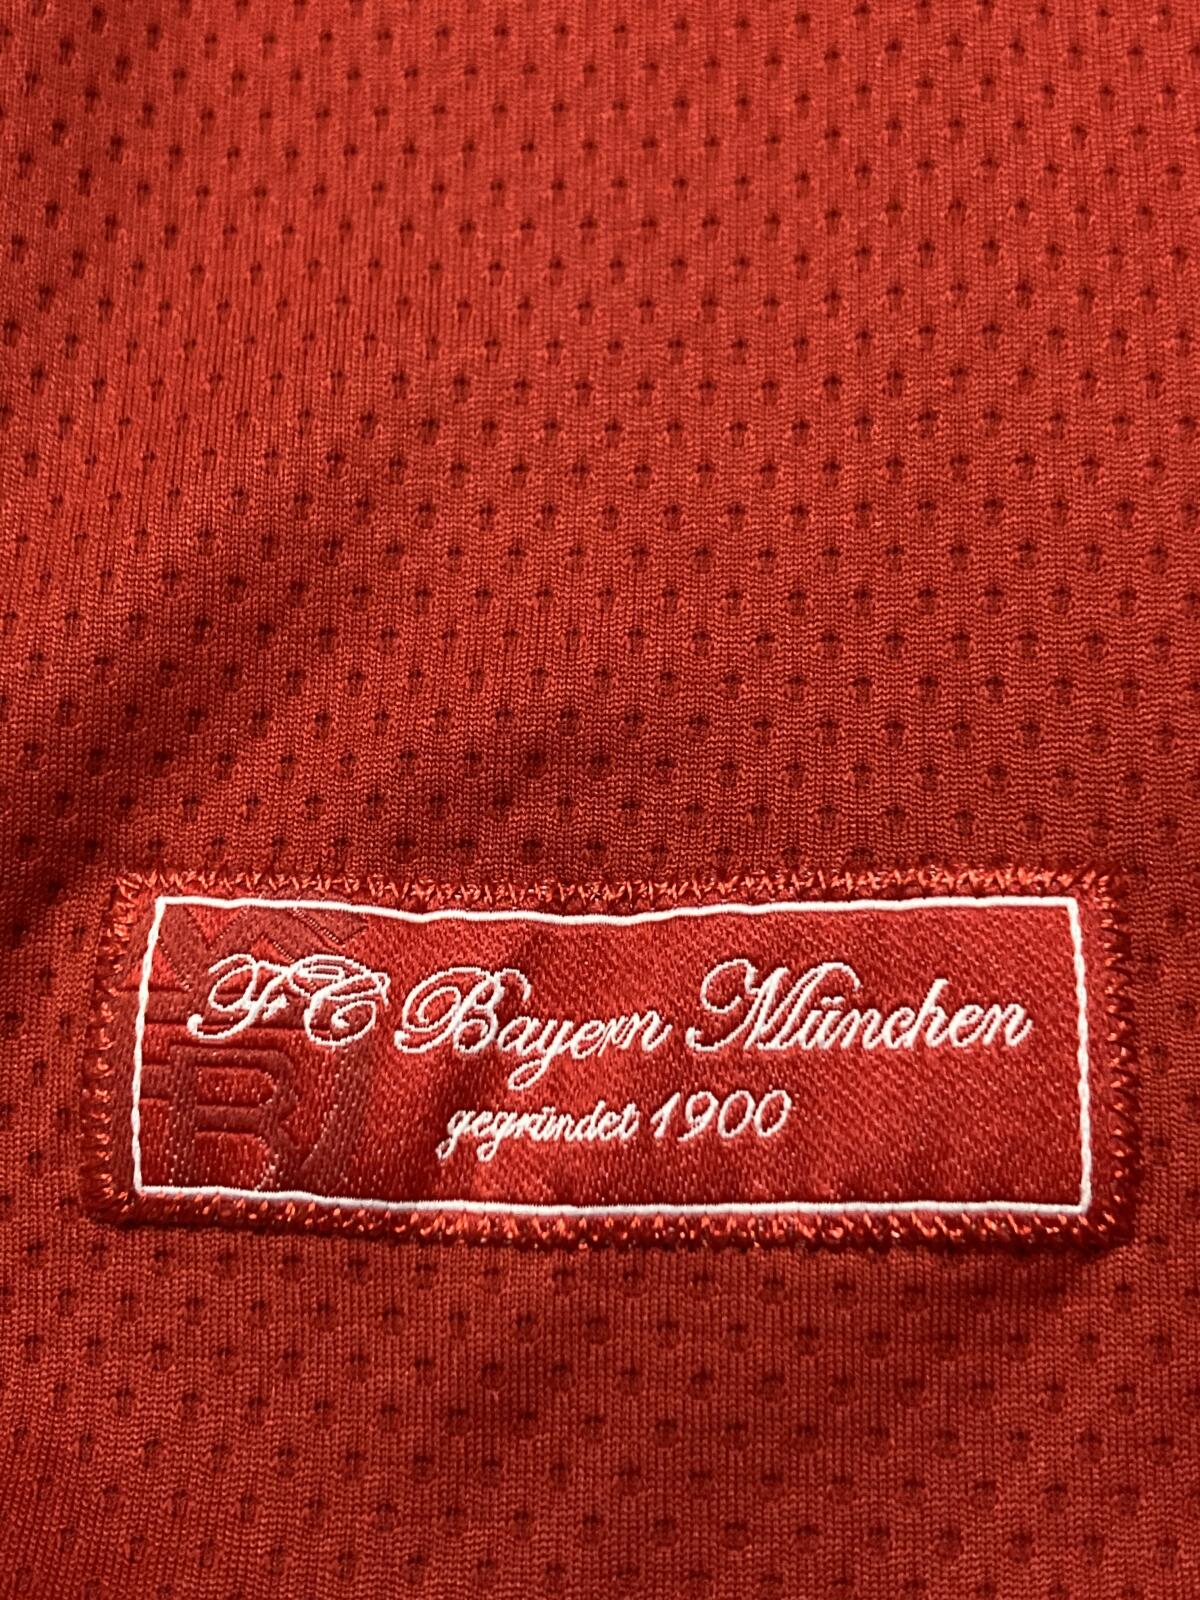 FC Bayern München
gegründet 1900